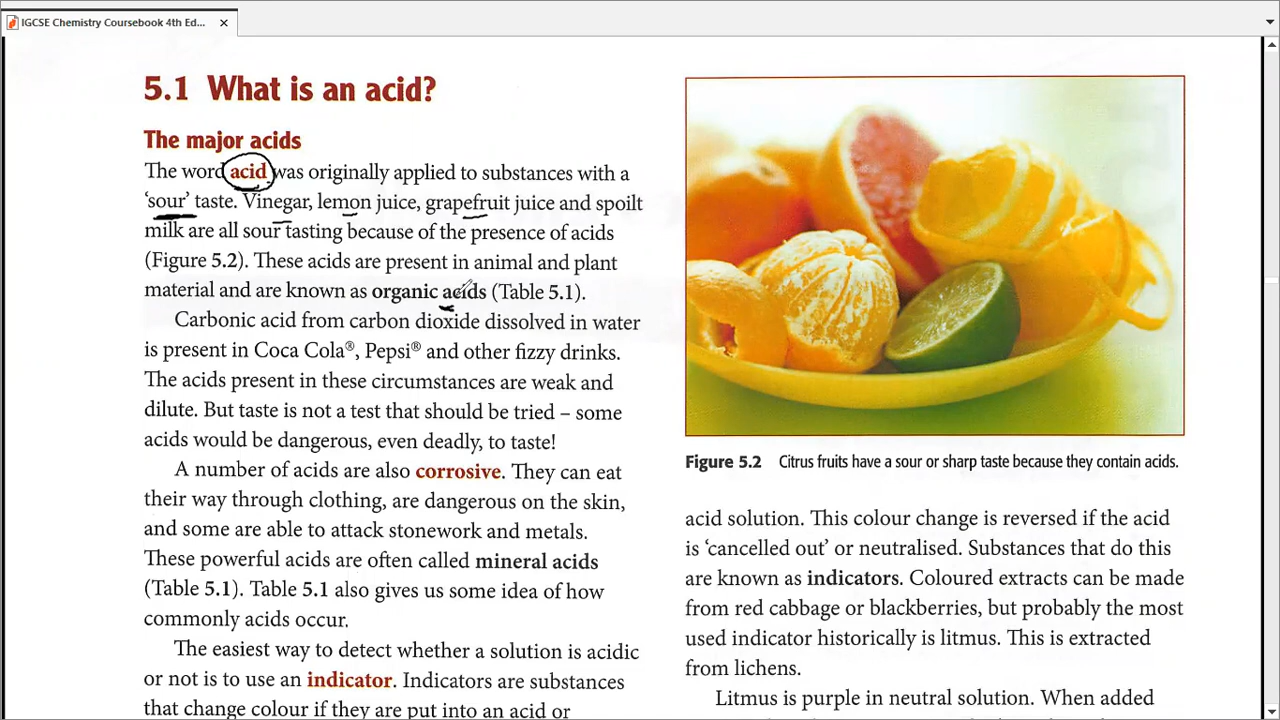 IGCSE Chemistry Coursebook 4th Ed...
5.1 What is an acid?
The major acids
The word acid was originally applied to substances with a
‘sour’ taste. Vinegar, lemon juice, grapefruit juice and spoilt
milk are all sour tasting because of the presence of acids
(Figure 5.2). These acids are present in animal and plant
material and are known as organic acids (Table 5.1).
Carbonic acid from carbon dioxide dissolved in water
is present in Coca Cola®, Pepsi® and other fizzy drinks.
The acids present in these circumstances are weak and
dilute. But taste is not a test that should be tried – some
acids would be dangerous, even deadly, to taste!
A number of acids are also corrosive. They can eat
their way through clothing, are dangerous on the skin,
and some are able to attack stonework and metals.
These powerful acids are often called mineral acids
(Table 5.1). Table 5.1 also gives us some idea of how
commonly acids occur.
The easiest way to detect whether a solution is acidic
or not is to use an indicator. Indicators are substances
that change colour if they are put into an acid or
Figure 5.2 Citrus fruits have a sour or sharp taste because they contain acids.
acid solution. This colour change is reversed if the acid
is ‘cancelled out’ or neutralised. Substances that do this
are known as indicators. Coloured extracts can be made
from red cabbage or blackberries, but probably the most
used indicator historically is litmus. This is extracted
from lichens.
Litmus is purple in neutral solution. When added